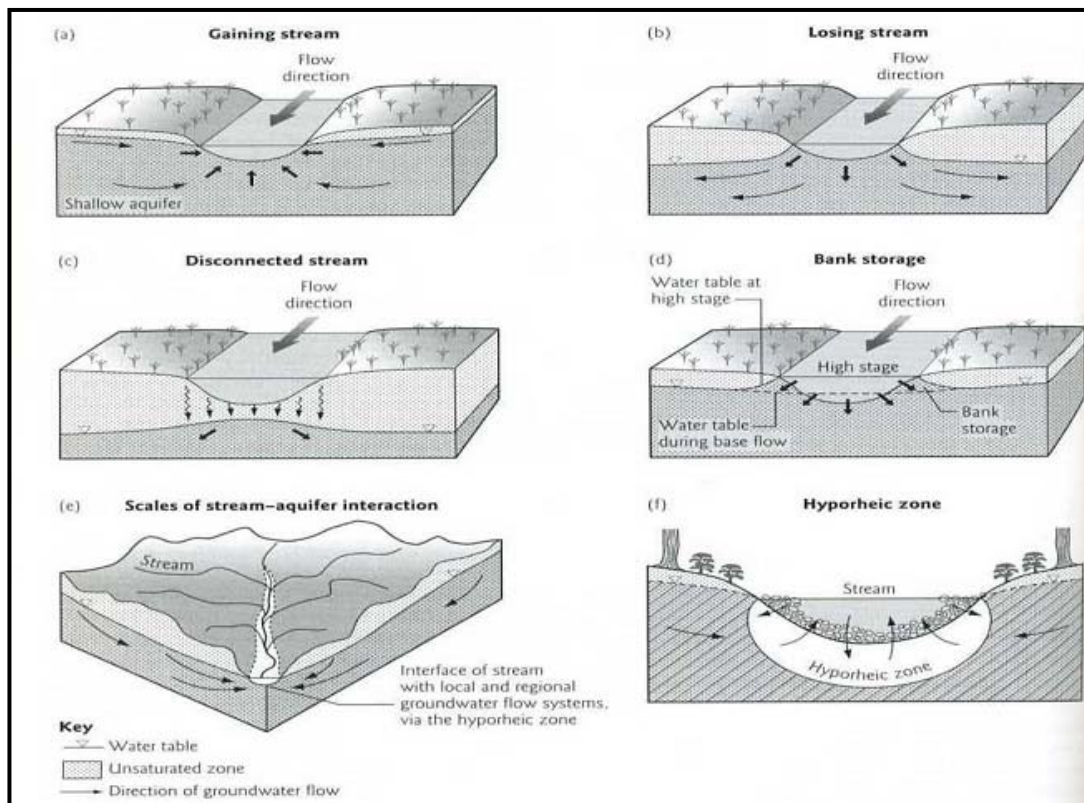 (a) Gaining stream
Flow
direction
Shallow aquifer
(b) Losing stream
Flow
direction
(c) Disconnected stream
Flow
direction
(d) Bank storage
Water table at
high stage
Flow
direction
High stage
Water table
during base flow
Bank
storage
(e) Scales of stream–aquifer interaction
Stream
Interface of stream
with local and regional
groundwater flow systems,
via the hyporheic zone
Key
Water table
Unsaturated zone
Direction of groundwater flow
(f) Hyporheic zone
Stream
Hyporheic zone